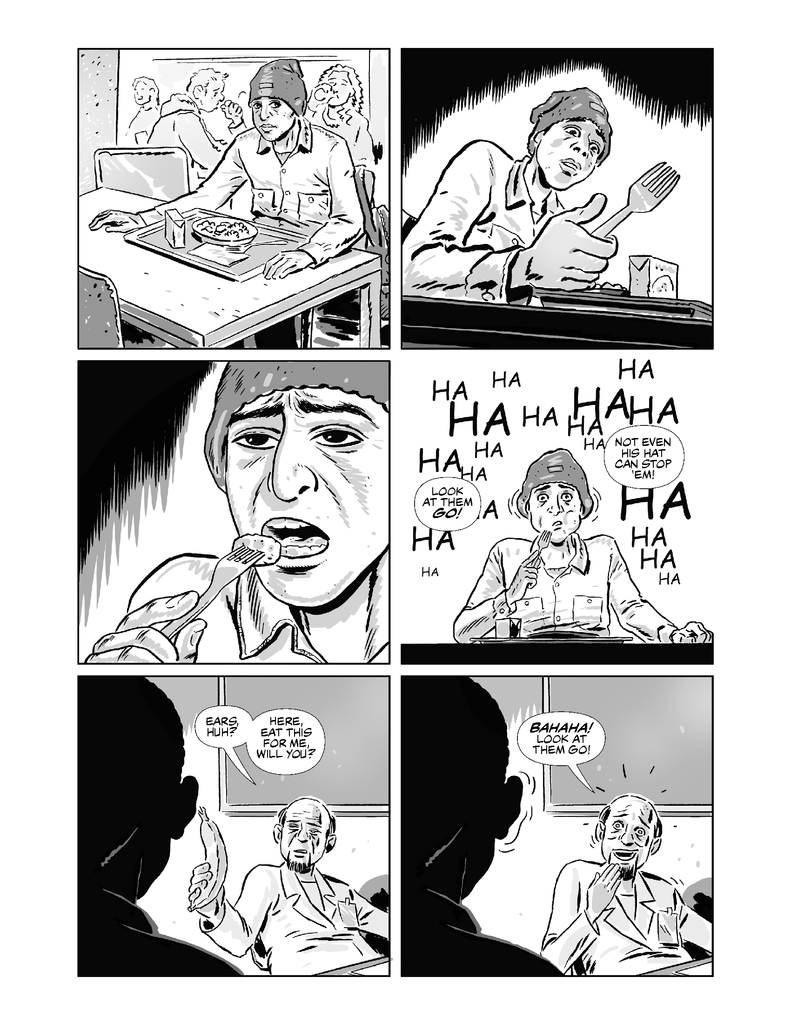 HA
HA
HA
HA
HA
HA
HA
HA
HA
HA
HA
HA
NOT EVEN
HIS HAT
CAN STOP
'EM!
LOOK
AT THEM
GO!
HA
HA
HA
HA
HA
HA
HA
EARS,
HUH?
HERE,
EAT THIS
FOR ME,
WILL YOU?
BAHAHA!
LOOK AT
THEM GO!